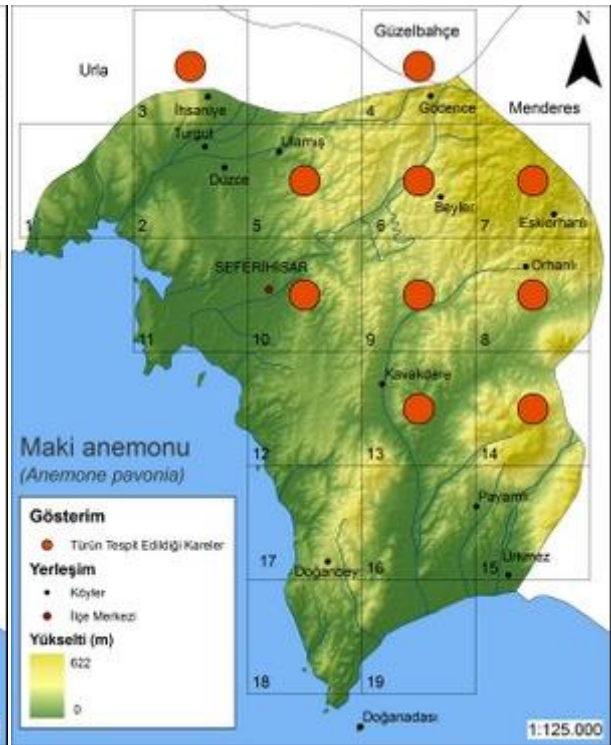 Güzelbahçe
N
Urla
3
İhsaniye
4
Gödence
Menderes
Turgut
Ulamış
Düzce
Beyler
Eskiorhanlı
1
2
5
6
7
SEFERİHİSAR
Orhanlı
11
10
9
8
Kavakdere
Maki anemonu
(Anemone pavonia)
12
13
14
Payamlı
Gösterim
Türün Tespit Edildiği Kareler
Yerleşim
Köyler
İlçe Merkezi
Yükselti (m)
622
0
17
Doğanbey
16
15
Ürkmez
18
19
Doğanadası
1:125.000